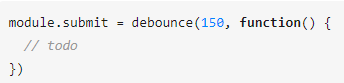 module.submit = debounce(150, function() {
  // todo
})